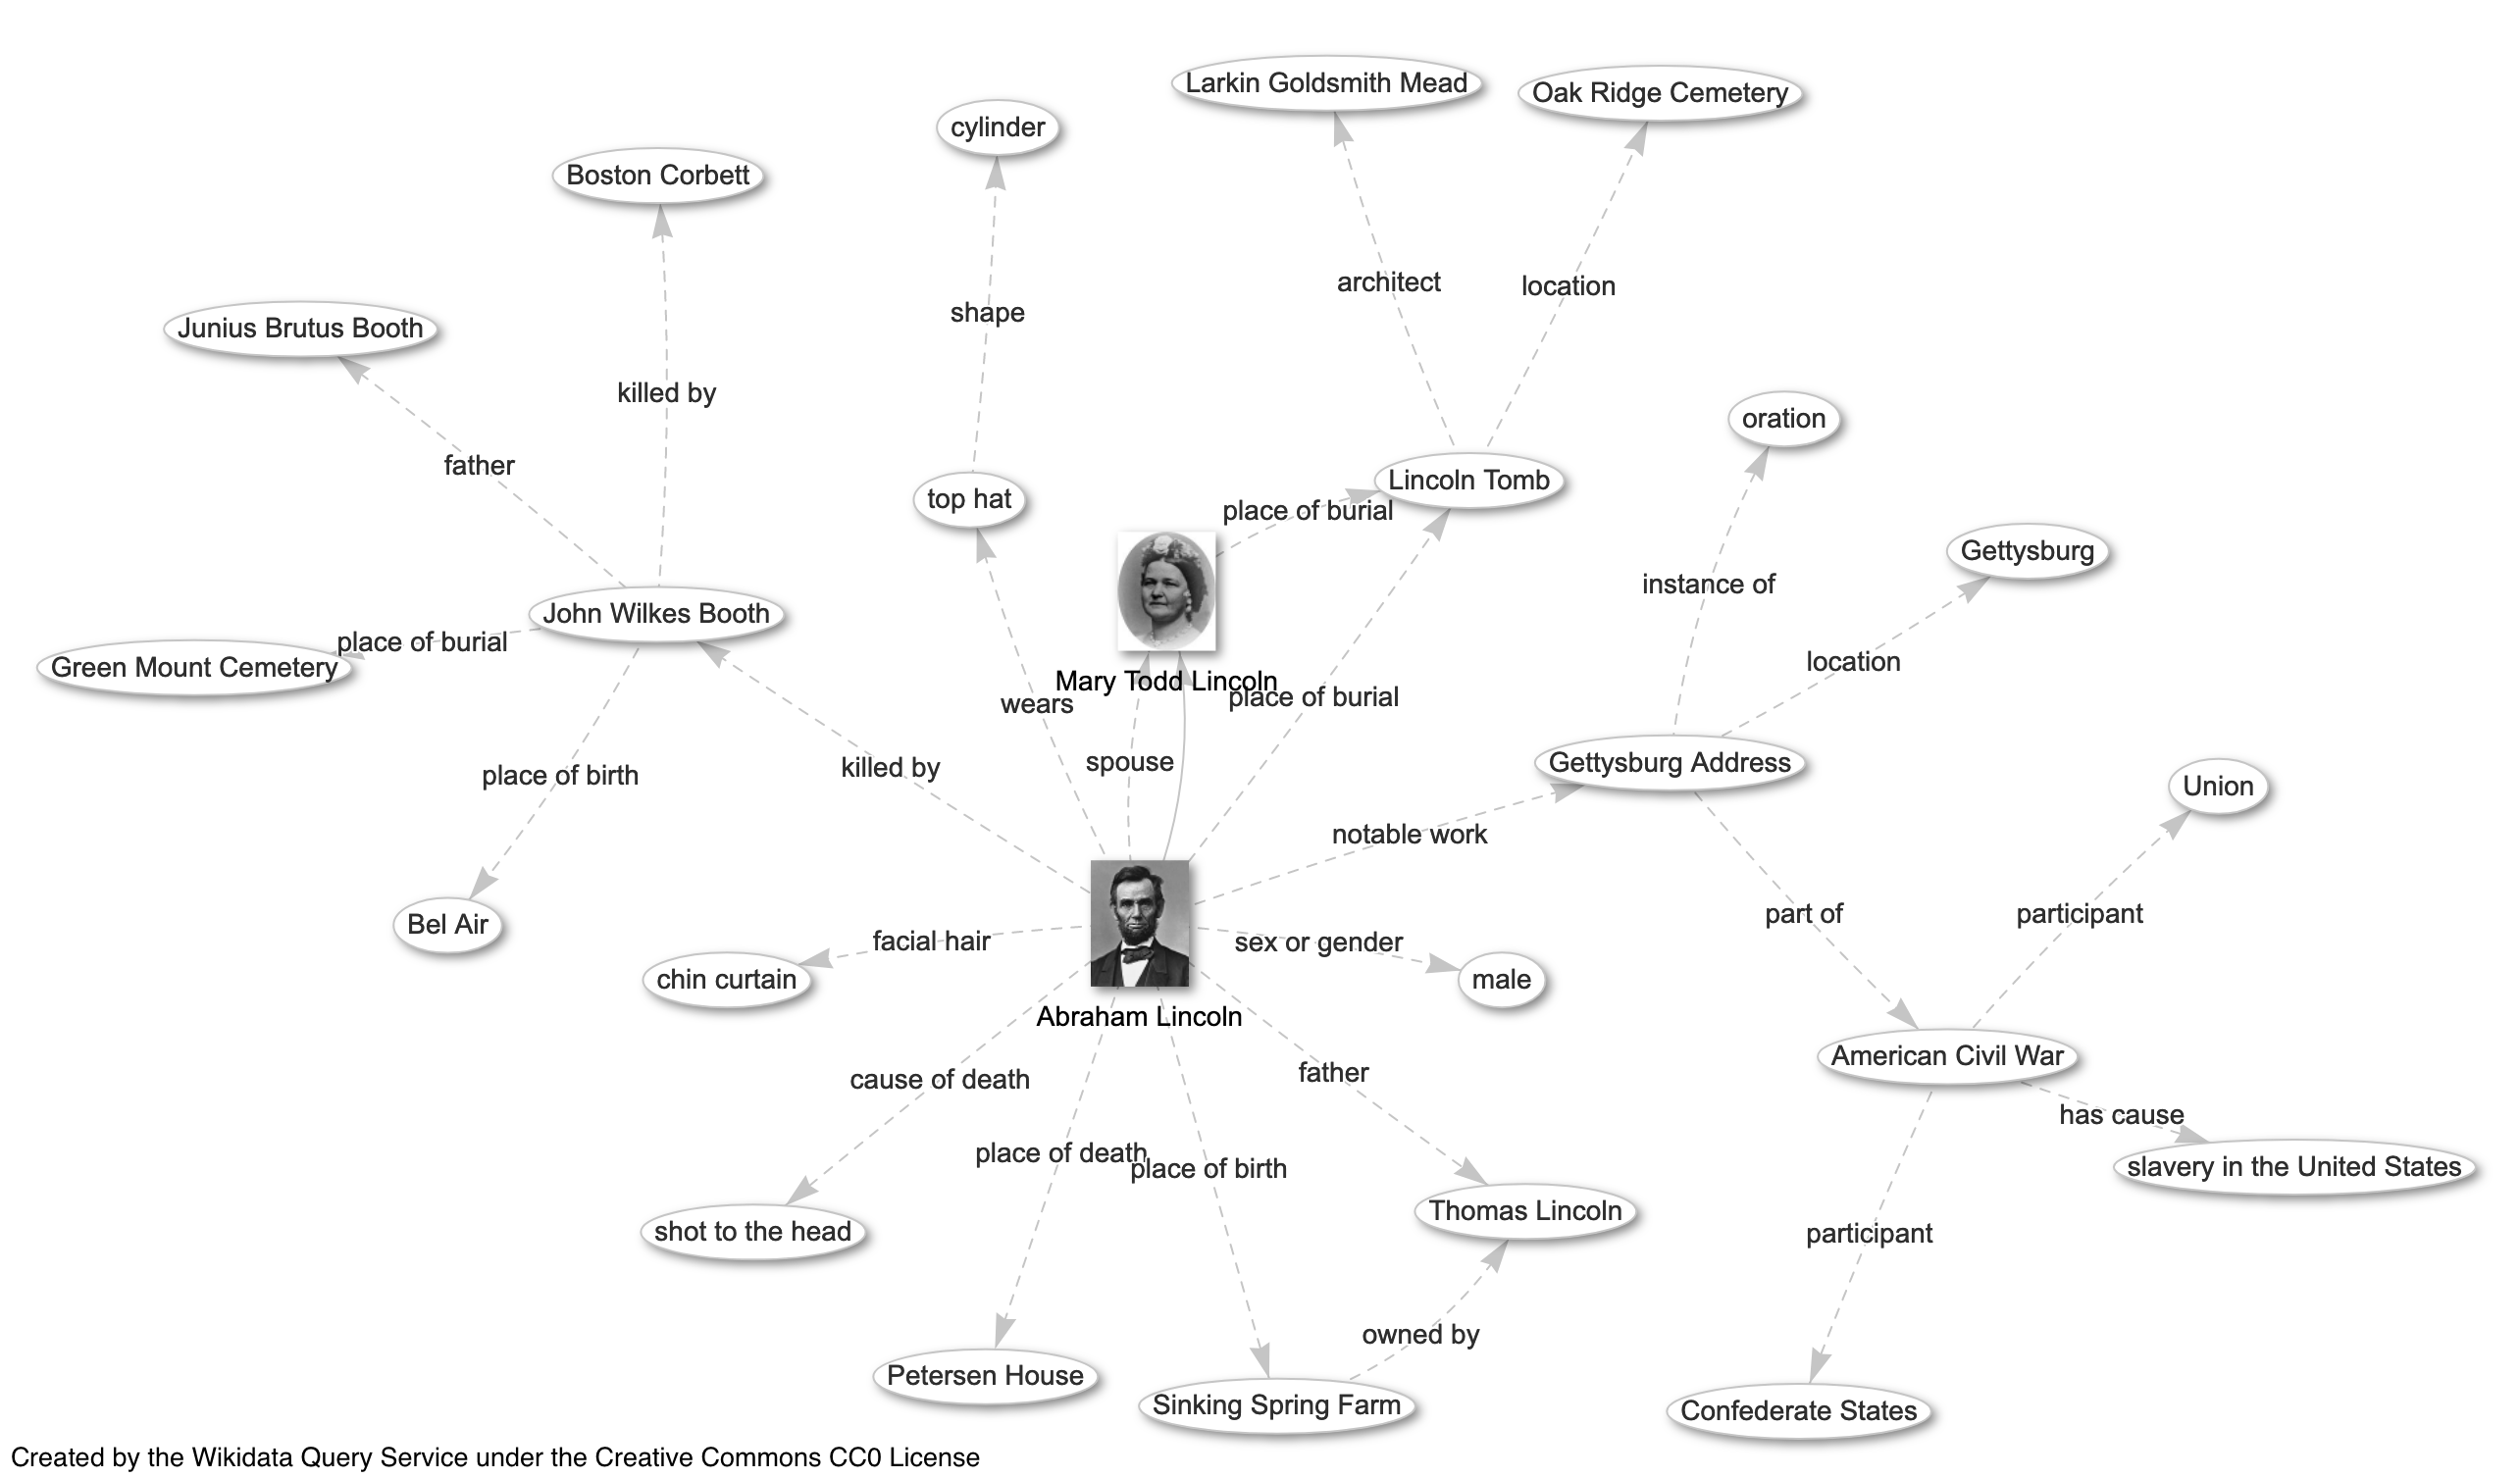 Larkin Goldsmith Mead
Oak Ridge Cemetery
cylinder
Boston Corbett
architect
location
shape
Junius Brutus Booth
killed by
oration
father
Lincoln Tomb
top hat
place of burial
Gettysburg
instance of
John Wilkes Booth
place of burial
Green Mount Cemetery
location
Mary Todd Lincoln
wears
place of burial
spouse
Gettysburg Address
killed by
place of birth
Union
notable work
part of
participant
Bel Air
facial hair
sex or gender
chin curtain
male
Abraham Lincoln
American Civil War
father
cause of death
has cause
place of death
place of birth
slavery in the United States
Thomas Lincoln
shot to the head
participant
owned by
Petersen House
Sinking Spring Farm
Confederate States
Created by the Wikidata Query Service under the Creative Commons CC0 License